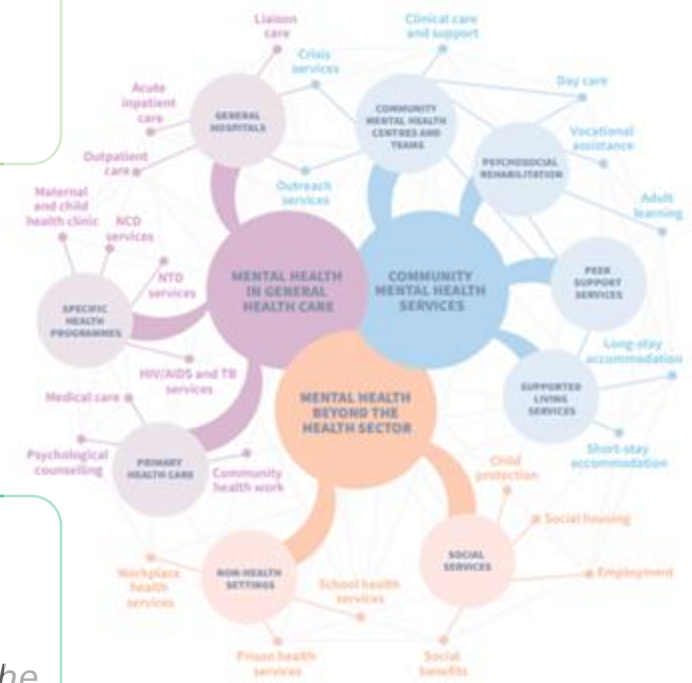 Liaison
care
Clinical care
and support
Crisis
services
Day care
Acute
inpatient
care
GENERAL
HOSPITALS
COMMUNITY
MENTAL HEALTH
CENTRES AND
TEAMS
Vocational
assistance
Outpatient
care
PSYCHOSOCIAL
REHABILITATION
Outreach
services
Maternal
and child
health clinic
NCD
services
Adult
learning
NTD
services
MENTAL HEALTH
IN GENERAL
HEALTH CARE
COMMUNITY
MENTAL HEALTH
SERVICES
PEER
SUPPORT
SERVICES
SPECIFIC
HEALTH
PROGRAMMES
Long-stay
accommodation
HIV/AIDS and TB
services
Medical care
MENTAL HEALTH
BEYOND THE
HEALTH SECTOR
SUPPORTED
LIVING
SERVICES
Psychological
counselling
PRIMARY
HEALTH CARE
Community
health work
Short-stay
accommodation
Child
protection
Social housing
Workplace
health
services
NON-HEALTH
SETTINGS
School health
services
SOCIAL
SERVICES
Employment
Prison health
services
Social
benefits
he